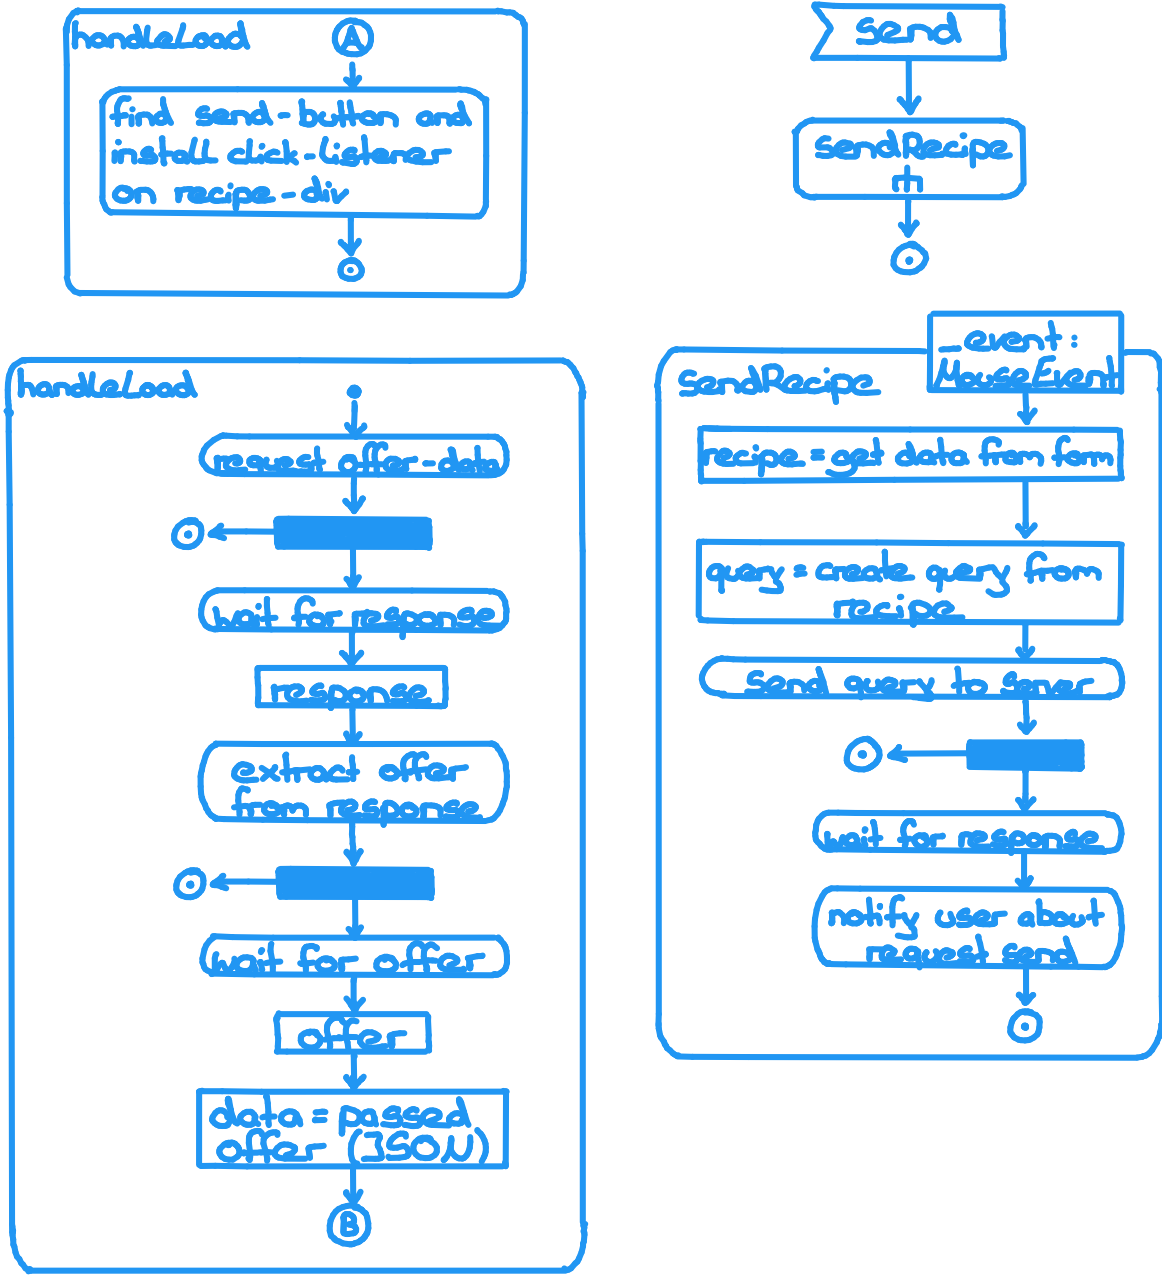 handleLoad
A
find send-button and
install click-listener
on recipe-div
send
sendRecipe
handleLoad
request offer-data
wait for response
response
extract offer
from response
wait for offer
offer
data = passed
offer (JSON)
B
_event:
MouseEvent
sendRecipe
recipe = get data from form
query = create query from
recipe
send query to server
wait for response
notify user about
request send